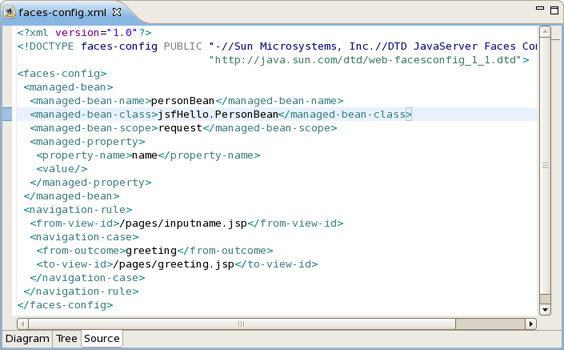 faces-config.xml
<?xml version="1.0"?>
<!DOCTYPE faces-config PUBLIC "-//Sun Microsystems, Inc.//DTD JavaServer Faces
"http://java.sun.com/dtd/web-facesconfig_1_1.dtd">
<faces-config>
<managed-bean>
<managed-bean-name>personBean</managed-bean-name>
<managed-bean-class>jsfHello.PersonBean</managed-bean-class>
<managed-bean-scope>request</managed-bean-scope>
<managed-property>
<property-name>name</property-name>
<value/>
</managed-property>
</managed-bean>
<navigation-rule>
<from-view-id>/pages/inputname.jsp</from-view-id>
<navigation-case>
<from-outcome>greeting</from-outcome>
<to-view-id>/pages/greeting.jsp</to-view-id>
</navigation-case>
</navigation-rule>
</faces-config>
Diagram Tree Source